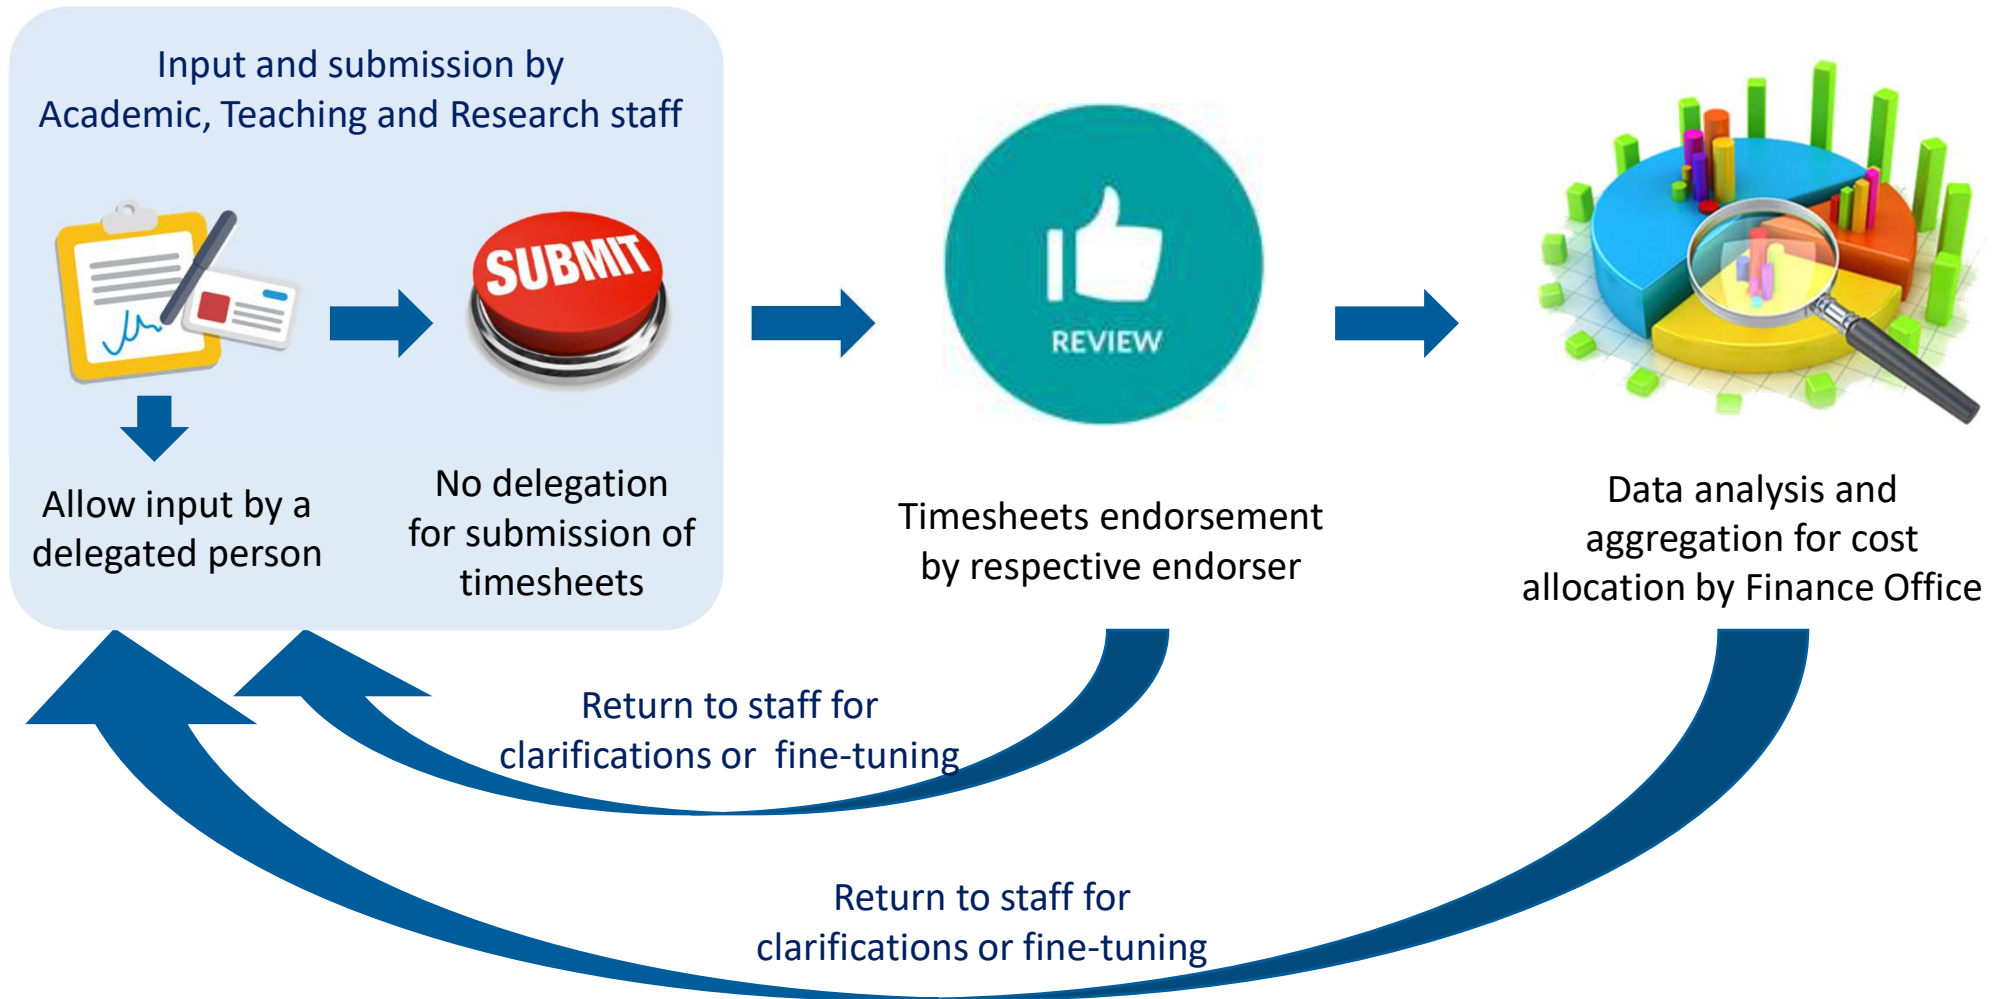 Input and submission by
Academic, Teaching and Research staff
SUBMIT
Allow input by a
delegated person
No delegation
for submission of
timesheets
REVIEW
Timesheets endorsement
by respective endorser
Data analysis and
aggregation for cost
allocation by Finance Office
Return to staff for
clarifications or  fine-tuning
Return to staff for
clarifications or fine-tuning